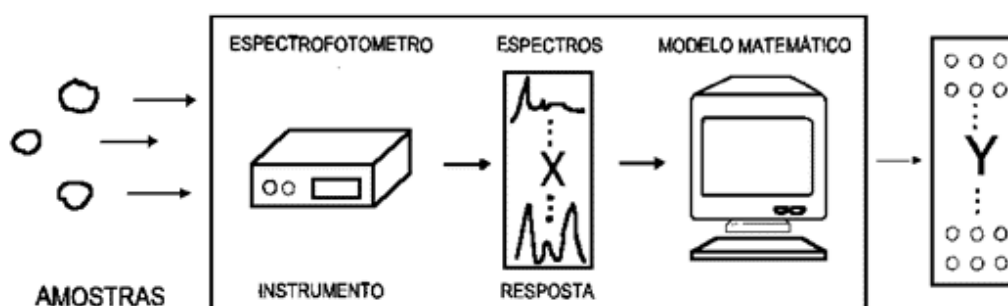 ESPECTROFOTOMETRO
ESPECTROS
MODELO MATEMÁTICO
X
Y
AMOSTRAS
INSTRUMENTO
RESPOSTA